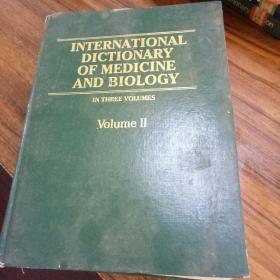 INTERNATIONAL
DICTIONARY
OF MEDICINE
AND BIOLOGY
IN THREE VOLUMES
Volume II